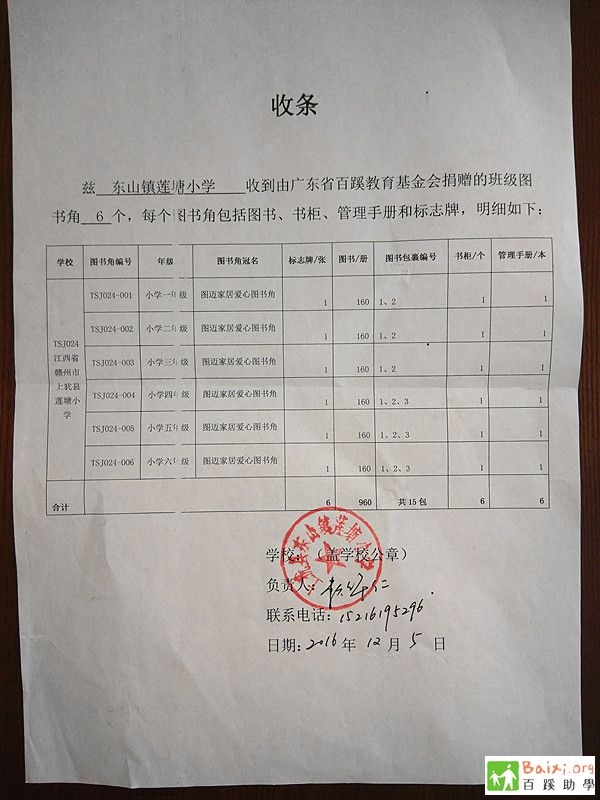 收条
兹 东山镇莲塘小学 收到由广东省百蹊教育基金会捐赠的班级图
书角 6 个，每个图书角包括图书、书柜、管理手册和标志牌，明细如下：
学校 图书角编号 年级 图书角冠名 标志牌/张 图书/册 图书包裹编号 书柜/个 管理手册/本
TSJ024
江西省
赣州市
上犹县
莲塘小
学
TSJ024-001 小学一年级 图迈家居爱心图书角 1 160 1、2 1 1
TSJ024-002 小学二年级 图迈家居爱心图书角 1 160 1、2 1 1
TSJ024-003 小学三年级 图迈家居爱心图书角 1 160 1、2 1 1
TSJ024-004 小学四年级 图迈家居爱心图书角 1 160 1、2、3 1 1
TSJ024-005 小学五年级 图迈家居爱心图书角 1 160 1、2、3 1 1
TSJ024-006 小学六年级 图迈家居爱心图书角 1 160 1、2、3 1 1
合计 6 960 共15包 6 6
学校：（盖学校公章）
负责人：
联系电话：15216195296
日期：2016 年 12 月 5 日
Baixi.org
百蹊助學